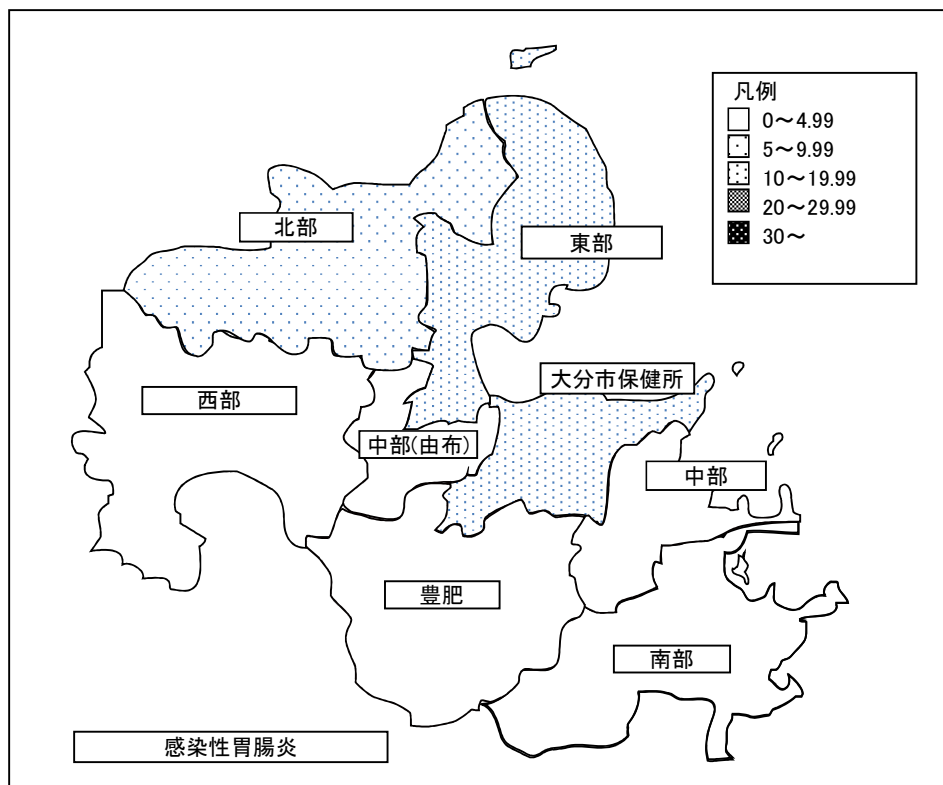 凡例
0～4.99
5～9.99
10～19.99
20～29.99
30～
北部
東部
大分市保健所
西部
中部(由布)
中部
豊肥
南部
感染性胃腸炎